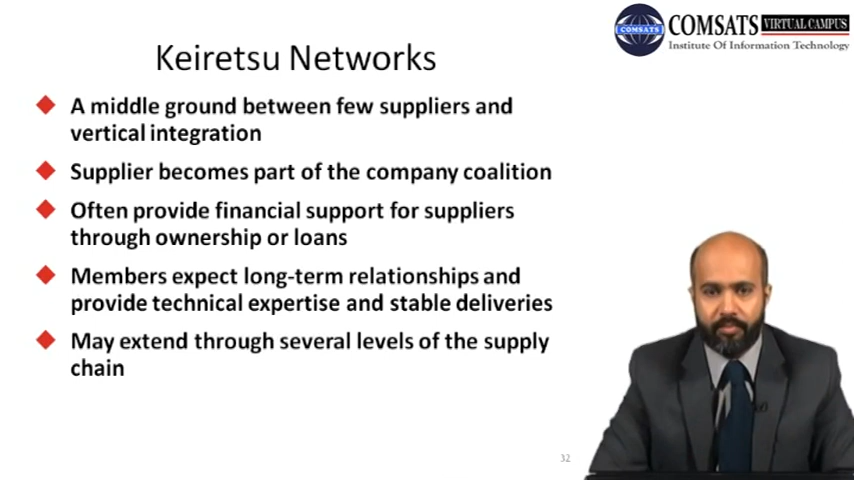 COMSATS
COMSATS VIRTUAL CAMPUS
Institute Of Information Technology
Keiretsu Networks
A middle ground between few suppliers and
vertical integration
Supplier becomes part of the company coalition
Often provide financial support for suppliers
through ownership or loans
Members expect long-term relationships and
provide technical expertise and stable deliveries
May extend through several levels of the supply
chain
32